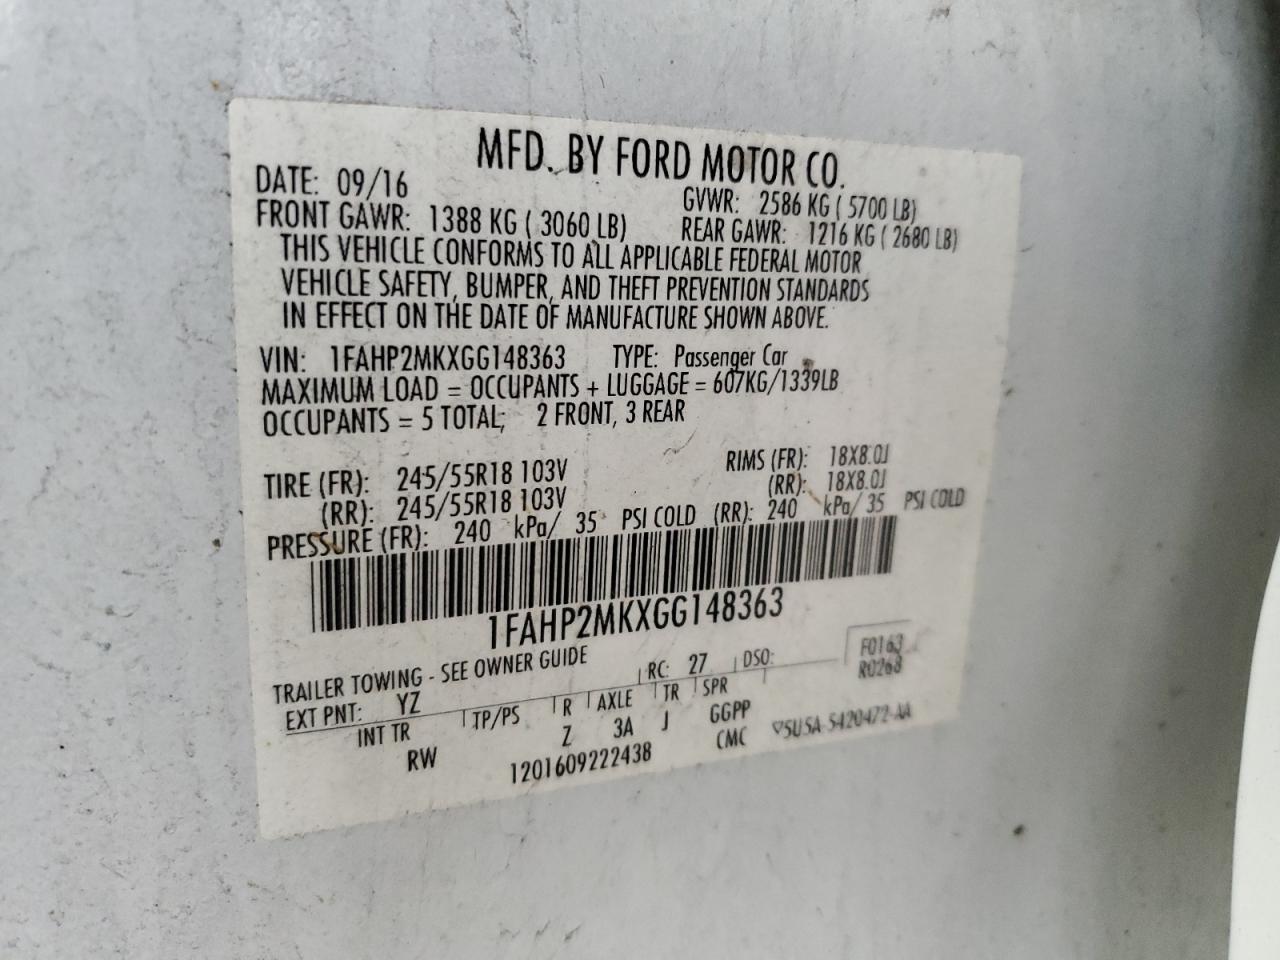 MFD. BY FORD MOTOR CO.
DATE: 09/16 GVWR: 2586 KG ( 5700 LB)
FRONT GAWR: 1388 KG ( 3060 LB) REAR GAWR: 1216 KG ( 2680 LB)
THIS VEHICLE CONFORMS TO ALL APPLICABLE FEDERAL MOTOR
VEHICLE SAFETY, BUMPER, AND THEFT PREVENTION STANDARDS
IN EFFECT ON THE DATE OF MANUFACTURE SHOWN ABOVE.
VIN: 1FAHP2MKXGG148363 TYPE: Passenger Car
MAXIMUM LOAD = OCCUPANTS + LUGGAGE = 607KG/1339LB
OCCUPANTS = 5 TOTAL; 2 FRONT, 3 REAR
TIRE (FR): 245/55R18 103V RIMS (FR): 18X8.0J
(RR): 245/55R18 103V (RR): 18X8.0J
PRESSURE (FR): 240 kPa/ 35 PSI COLD (RR): 240 kPa/ 35 PSI COLD
1FAHP2MKXGG148363
TRAILER TOWING - SEE OWNER GUIDE
F0163
R0268
EXT PNT: YZ RC: 27 DSO:
INT TR TP/PS R AXLE TR SPR
RW Z 3A J GGPP
1201609222438 CMC 5U5A-5420472-AA